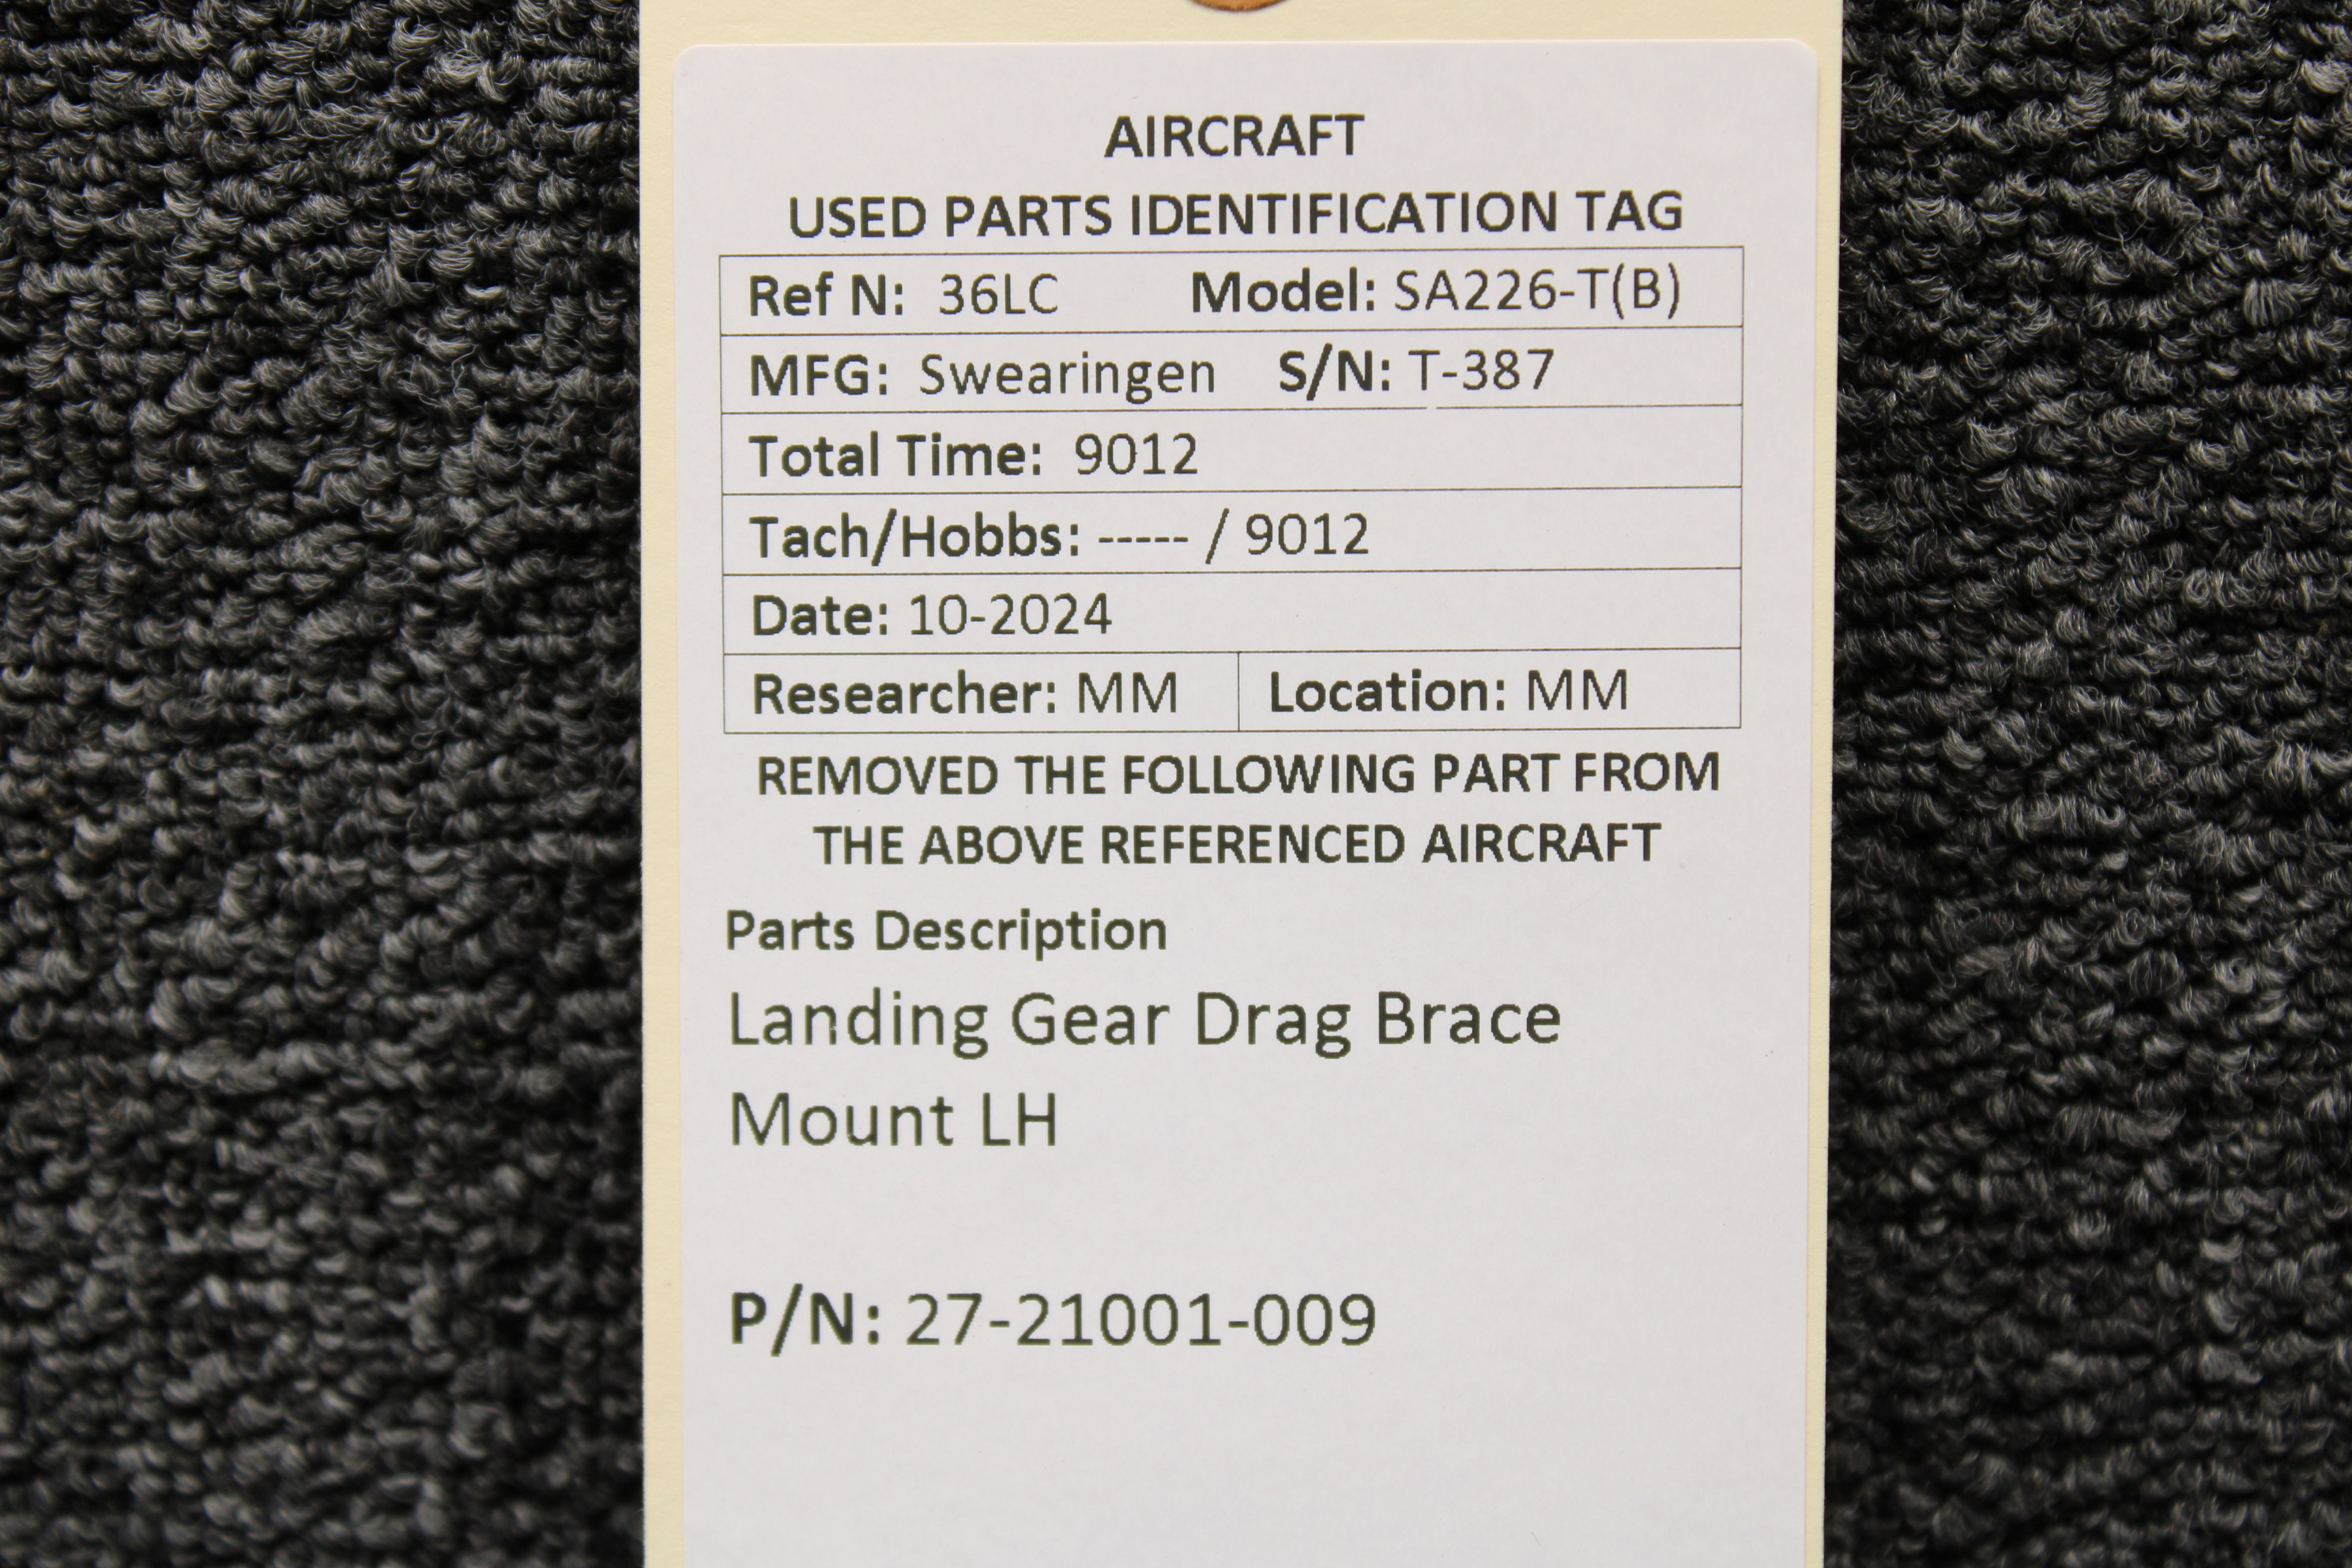 AIRCRAFT
USED PARTS IDENTIFICATION TAG
Ref N: 36LC Model: SA226-T(B)
MFG: Swearingen S/N: T-387
Total Time: 9012
Tach/Hobbs: ----- / 9012
Date: 10-2024
Researcher: MM Location: MM
REMOVED THE FOLLOWING PART FROM
THE ABOVE REFERENCED AIRCRAFT
Parts Description
Landing Gear Drag Brace
Mount LH
P/N: 27-21001-009